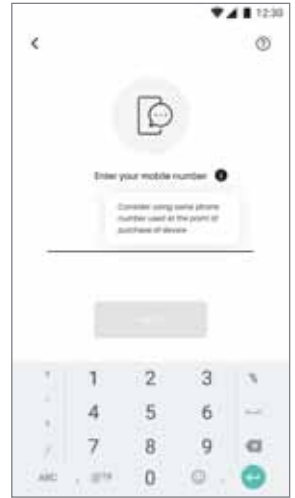 12:30
Enter your mobile number
Consider using same phone
number used at the point of
purchase of device
1 2 3
4 5 6
7 8 9
ABC , 0 .